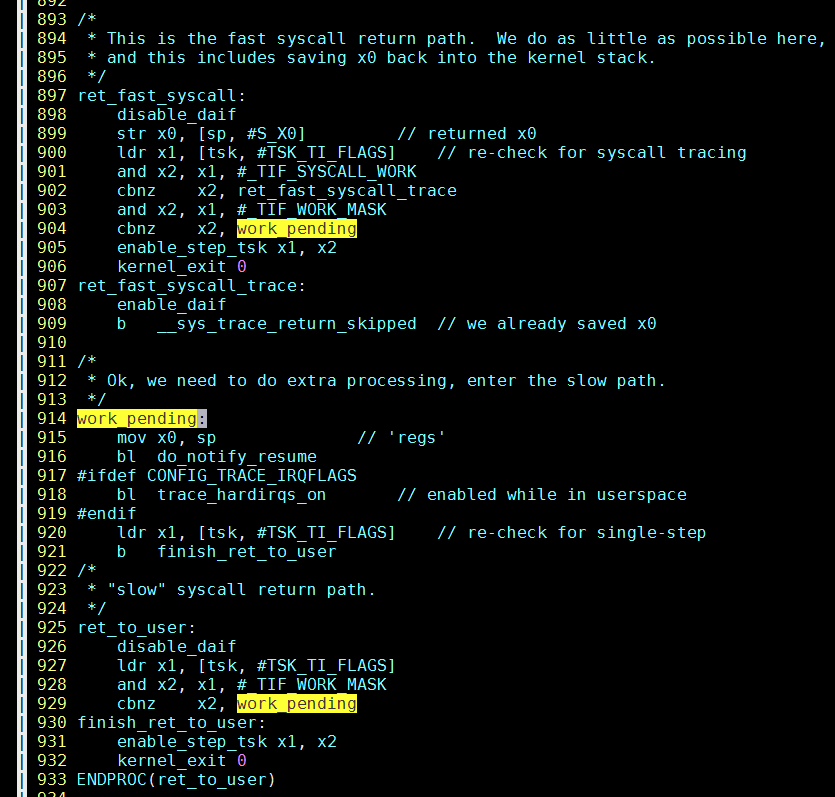 892
893 /*
894  * This is the fast syscall return path.  We do as little as possible here,
895  * and this includes saving x0 back into the kernel stack.
896  */
897 ret_fast_syscall:
898     disable_daif
899     str x0, [sp, #S_X0]         // returned x0
900     ldr x1, [tsk, #TSK_TI_FLAGS]    // re-check for syscall tracing
901     and x2, x1, #_TIF_SYSCALL_WORK
902     cbnz    x2, ret_fast_syscall_trace
903     and x2, x1, #_TIF_WORK_MASK
904     cbnz    x2, work_pending
905     enable_step_tsk x1, x2
906     kernel_exit 0
907 ret_fast_syscall_trace:
908     enable_daif
909     b   __sys_trace_return_skipped  // we already saved x0
910
911 /*
912  * Ok, we need to do extra processing, enter the slow path.
913  */
914 work_pending:
915     mov x0, sp              // 'regs'
916     bl  do_notify_resume
917 #ifdef CONFIG_TRACE_IRQFLAGS
918     bl  trace_hardirqs_on       // enabled while in userspace
919 #endif
920     ldr x1, [tsk, #TSK_TI_FLAGS]    // re-check for single-step
921     b   finish_ret_to_user
922 /*
923  * "slow" syscall return path.
924  */
925 ret_to_user:
926     disable_daif
927     ldr x1, [tsk, #TSK_TI_FLAGS]
928     and x2, x1, #_TIF_WORK_MASK
929     cbnz    x2, work_pending
930 finish_ret_to_user:
931     enable_step_tsk x1, x2
932     kernel_exit 0
933 ENDPROC(ret_to_user)
934